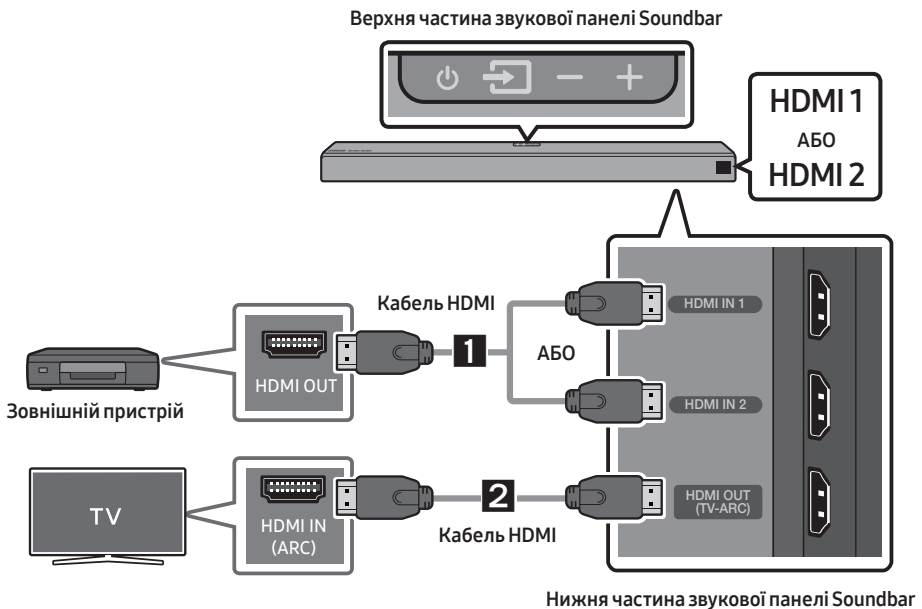 Верхня частина звукової панелі Soundbar
HDMI 1
АБО
HDMI 2
Кабель HDMI
HDMI IN 1
1
АБО
HDMI OUT
HDMI IN 2
Зовнішній пристрій
TV
HDMI IN
(ARC)
2
Кабель HDMI
HDMI OUT
(TV-ARC)
Нижня частина звукової панелі Soundbar